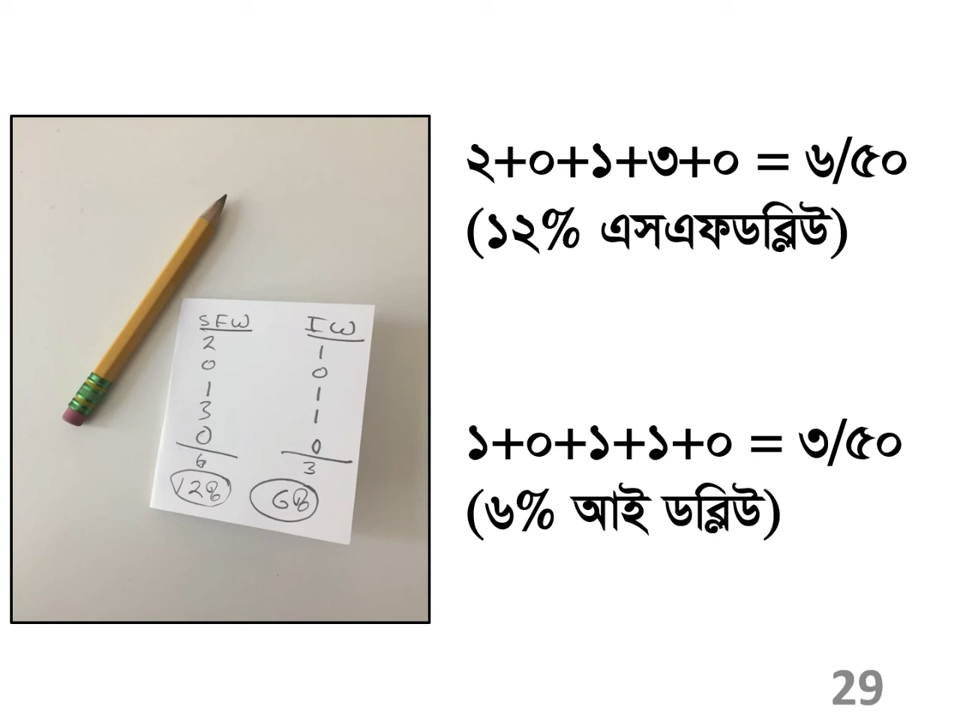 ২+০+১+৩+০ = ৬/৫০
(১২% এসএফডব্লিউ)
SFW IW
2 1
0 0
1 1
3 1
0 0
6 3
12% 6%
১+০+১+১+০ = ৩/৫০
(৬% আই ডব্লিউ)
29